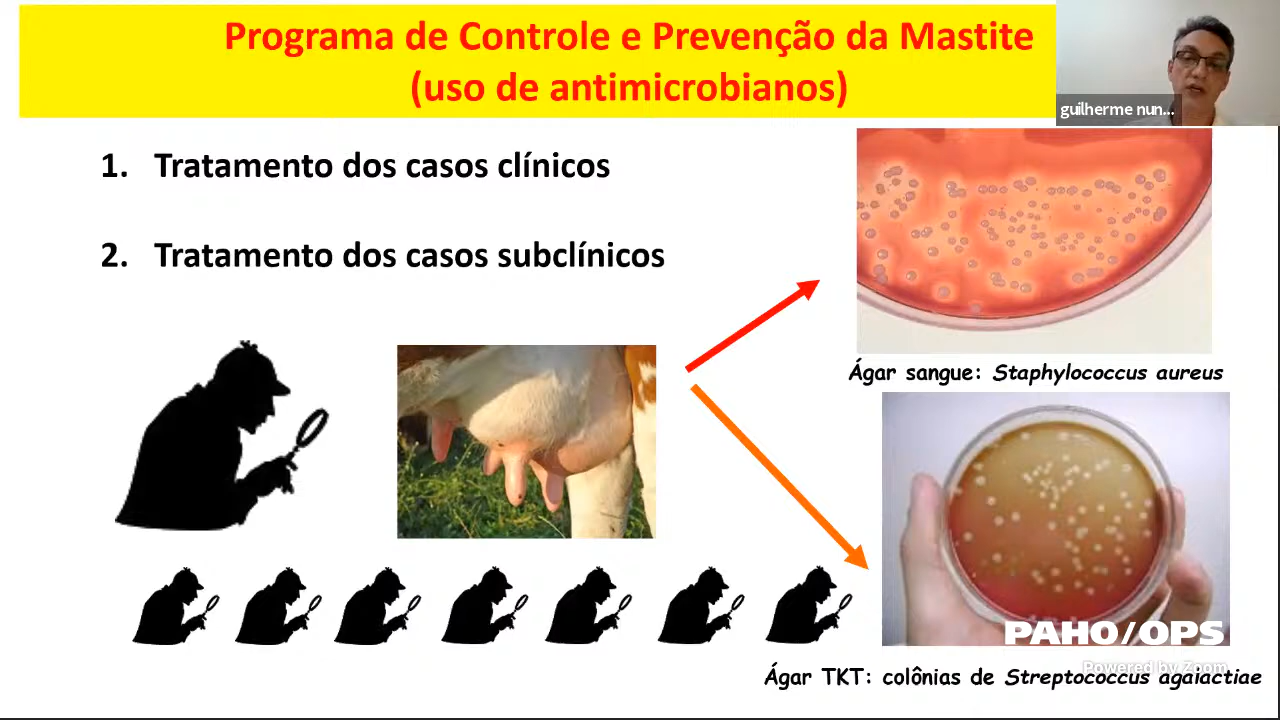 Programa de Controle e Prevenção da Mastite
(uso de antimicrobianos)
guilherme nun...
1. Tratamento dos casos clínicos
2. Tratamento dos casos subclínicos
Ágar sangue: Staphylococcus aureus
PAHO/OPS
Powered by Zoom
Ágar TKT: colônias de Streptococcus agalactiae